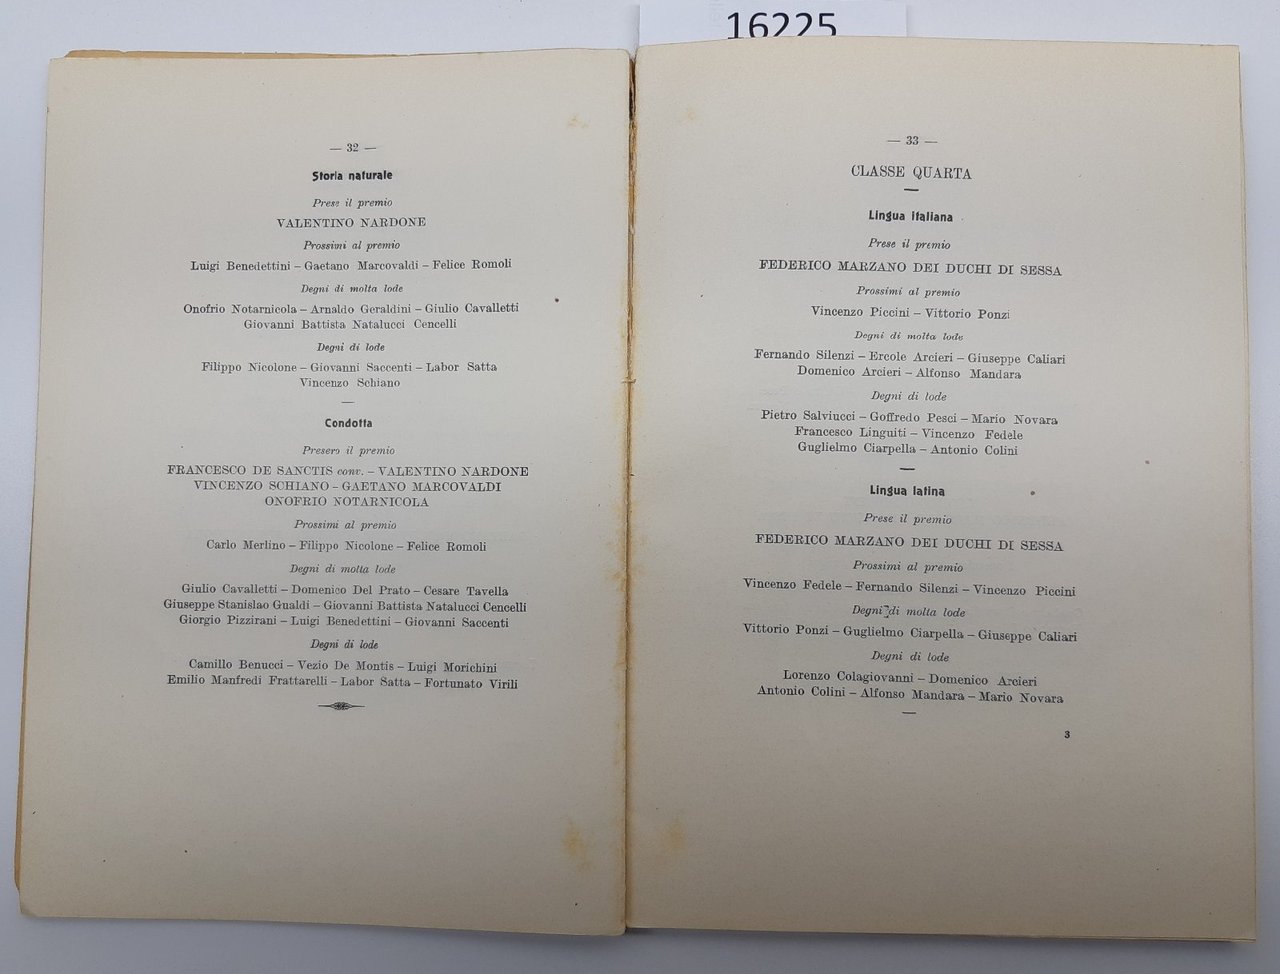 16225
— 32 —
Storia naturale
Prese il premio
VALENTINO NARDONE
Prossimi al premio
Luigi Benedettini – Gaetano Marcovaldi – Felice Romoli
Degni di molta lode
Onofrio Notarnicola – Arnaldo Geraldini – Giulio Cavalletti
Giovanni Battista Natalucci Cencelli
Degni di lode
Filippo Nicolone – Giovanni Saccenti – Labor Satta
Vincenzo Schiano
Condotta
Presero il premio
FRANCESCO DE SANCTIS conv. – VALENTINO NARDONE
VINCENZO SCHIANO – GAETANO MARCOVALDI
ONOFRIO NOTARNICOLA
Prossimi al premio
Carlo Merlino – Filippo Nicolone – Felice Romoli
Degni di molta lode
Giulio Cavalletti – Domenico Del Prato – Cesare Tavella
Giuseppe Stanislao Gualdi – Giovanni Battista Natalucci Cencelli
Giorgio Pizzirani – Luigi Benedettini – Giovanni Saccenti
Degni di lode
Camillo Benucci – Vezio De Montis – Luigi Morichini
Emilio Manfredi Frattarelli – Labor Satta – Fortunato Virili
— 33 —
CLASSE QUARTA
Lingua italiana
Prese il premio
FEDERICO MARZANO DEI DUCHI DI SESSA
Prossimi al premio
Vincenzo Piccini – Vittorio Ponzi
Degni di molta lode
Fernando Silenzi – Ercole Arcieri – Giuseppe Caliari
Domenico Arcieri – Alfonso Mandara
Degni di lode
Pietro Salviucci – Goffredo Pesci – Mario Novara
Francesco Linguiti – Vincenzo Fedele
Guglielmo Ciarpella – Antonio Colini
Lingua latina
Prese il premio
FEDERICO MARZANO DEI DUCHI DI SESSA
Prossimi al premio
Vincenzo Fedele – Fernando Silenzi – Vincenzo Piccini
Degni di molta lode
Vittorio Ponzi – Guglielmo Ciarpella – Giuseppe Caliari
Degni di lode
Lorenzo Colagiovanni – Domenico Arcieri
Antonio Colini – Alfonso Mandara – Mario Novara
3